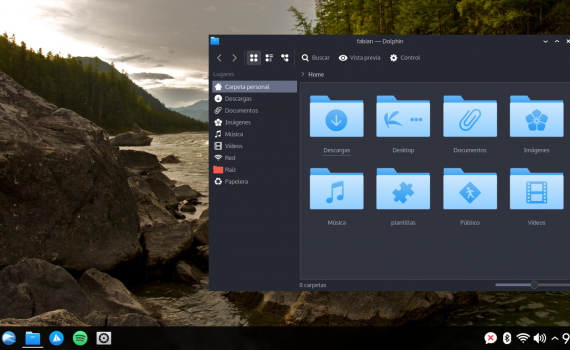 fabian — Dolphin
Buscar Vista previa Control
Lugares
Carpeta personal
Descargas
Documentos
Imágenes
Música
Vídeos
Red
Raíz
Papelera
> Home
Descargas Desktop Documentos Imágenes
Música plantillas Público Vídeos
8 carpetas
9